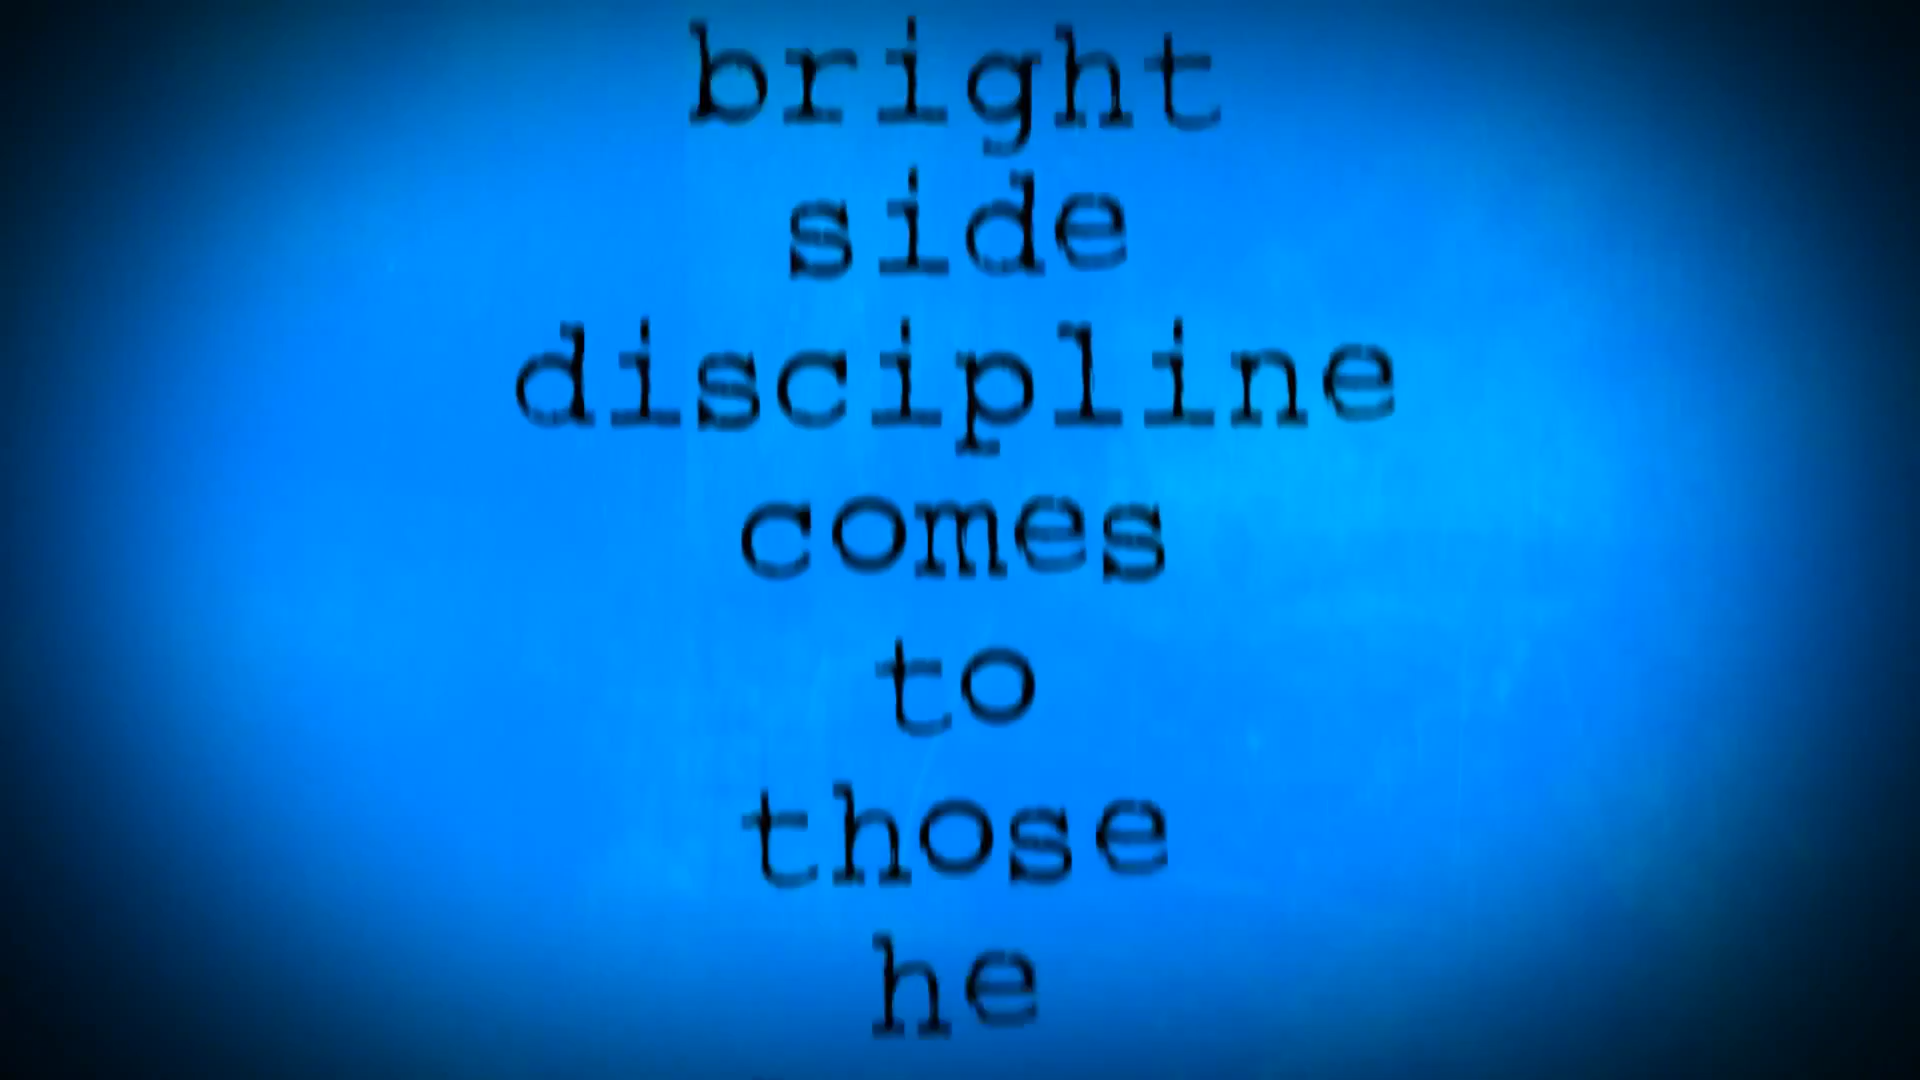 bright
side
discipline
comes
to
those
he